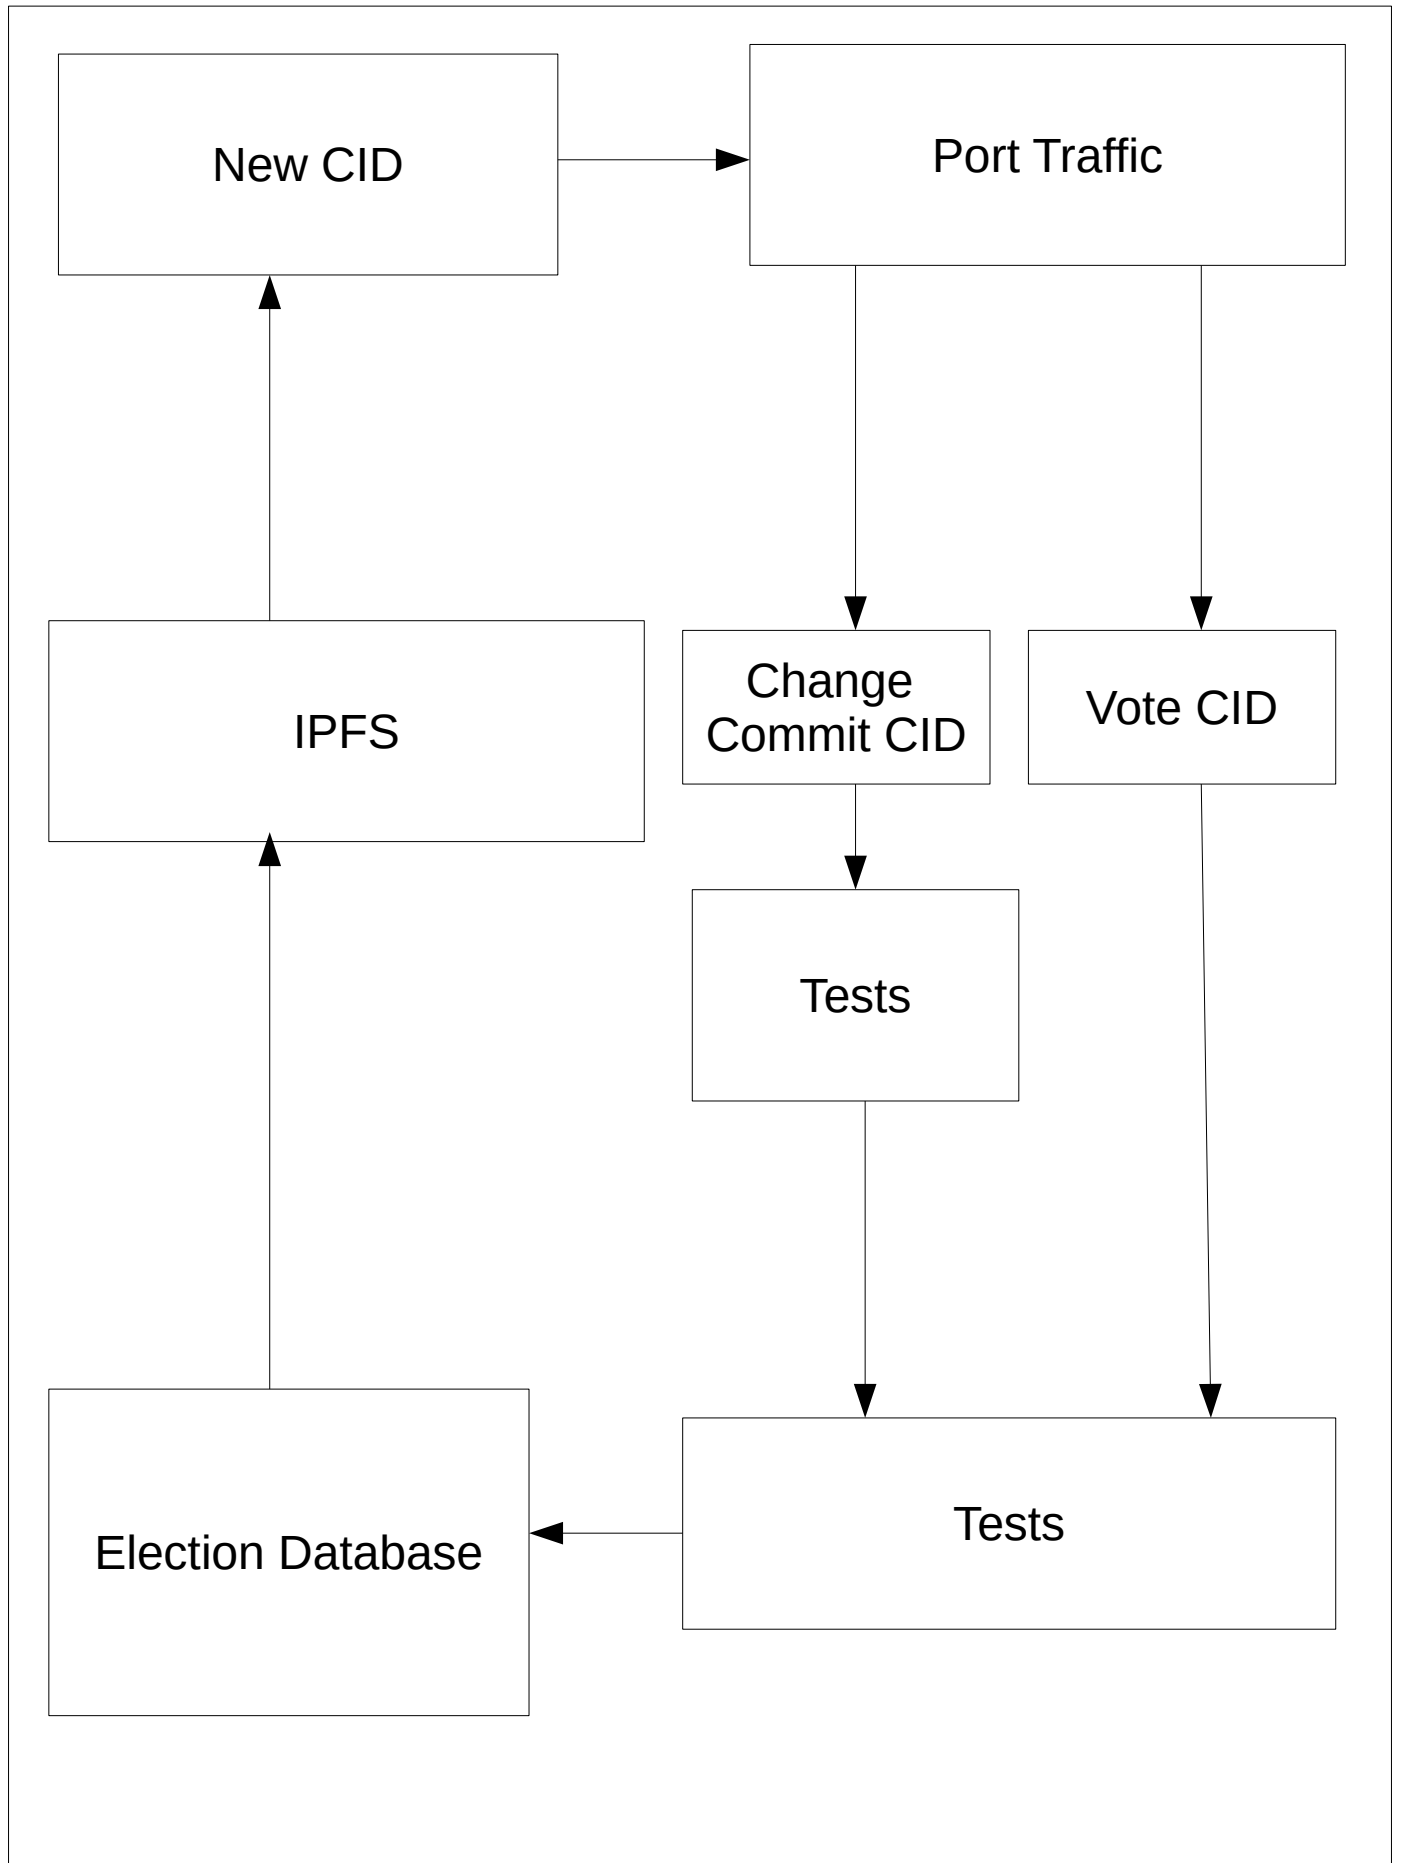 New CID
Port Traffic
IPFS
Change
Commit CID
Vote CID
Tests
Election Database
Tests